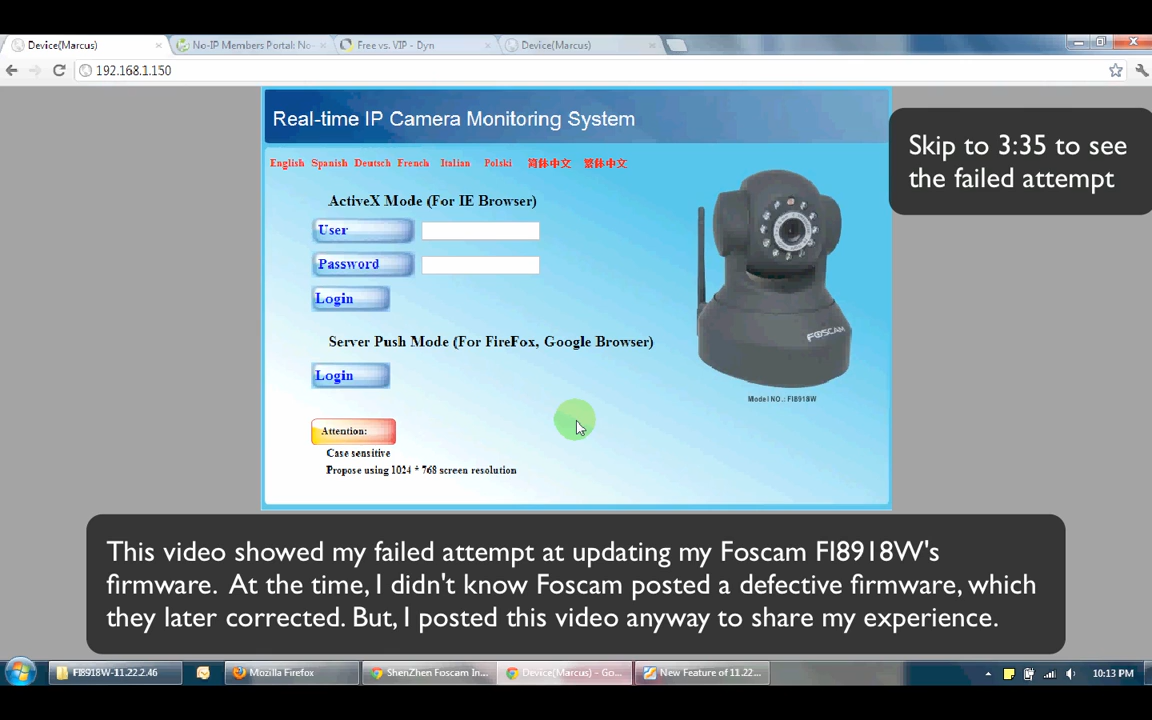 Device(Marcus)
No-IP Members Portal: No-
Free vs. VIP - Dyn
Device(Marcus)
192.168.1.150
Real-time IP Camera Monitoring System
English Spanish Deutsch French Italian Polski 简体中文 繁体中文
ActiveX Mode (For IE Browser)
User
Password
Login
Server Push Mode (For FireFox, Google Browser)
Login
Attention:
Case sensitive
Propose using 1024 * 768 screen resolution
FOSCAM
Model NO.: FI8918W
Skip to 3:35 to see
the failed attempt
This video showed my failed attempt at updating my Foscam FI8918W's
firmware. At the time, I didn't know Foscam posted a defective firmware, which
they later corrected. But, I posted this video anyway to share my experience.
FI8918W-11.22.2.46
Mozilla Firefox
ShenZhen Foscam In...
Device(Marcus) - Go...
New Feature of 11.22...
10:13 PM